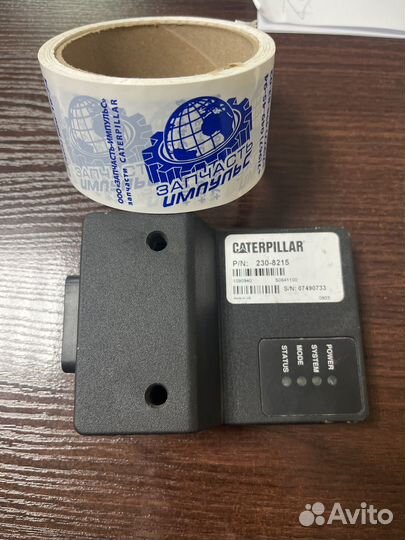 ООО «ЗАПЧАСТЬ-ИМПУЛЬС»
запчасти CATERPILLAR
ЗАПЧАСТЬ
ИМПУЛЬС
CATERPILLAR
P/N: 230-8215
S/N: 07490733
POWER
SYSTEM
MODE
STATUS
Avito